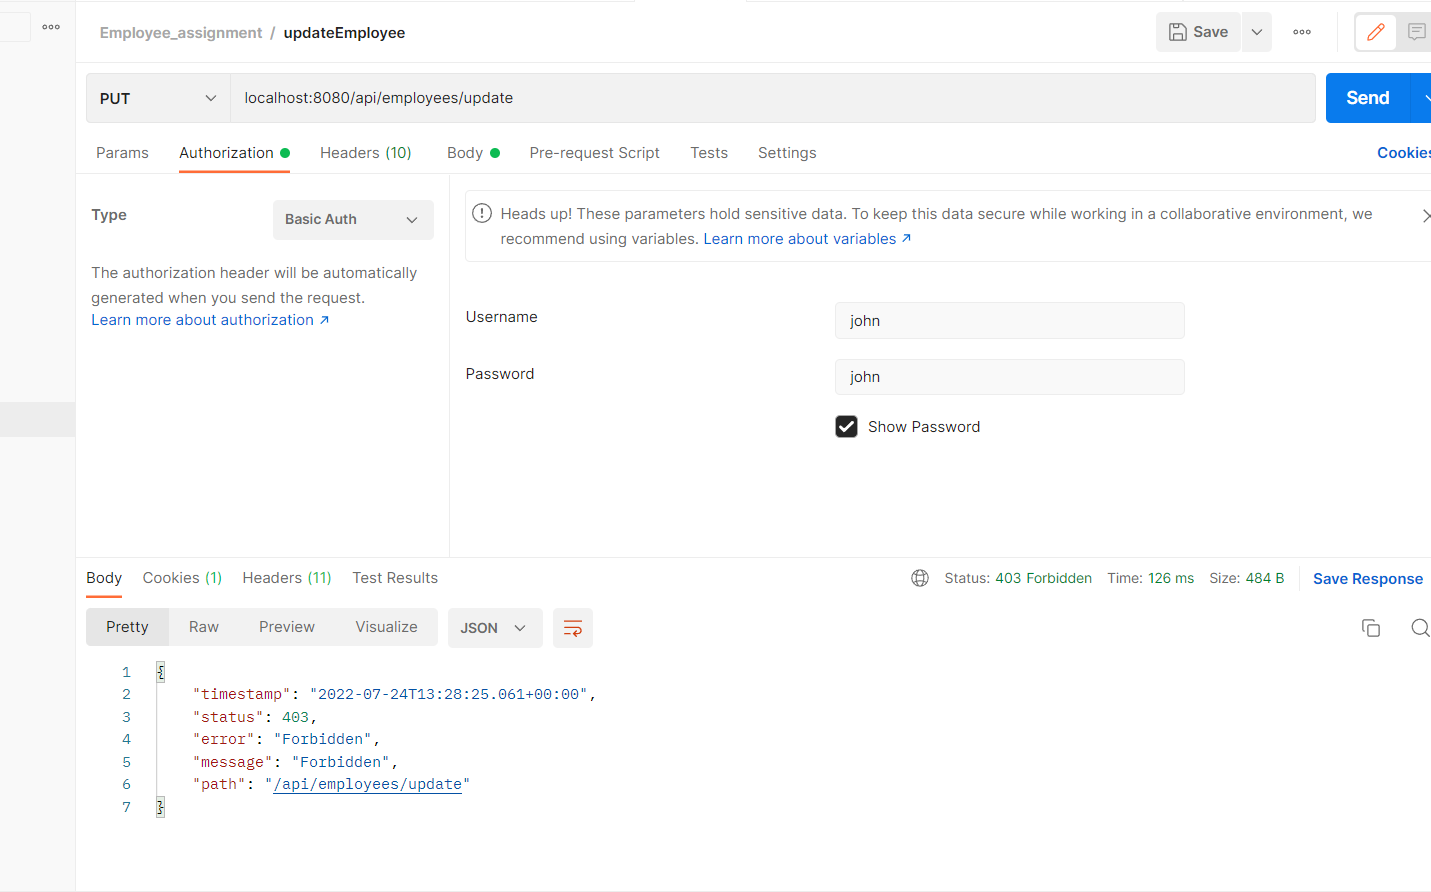 Employee_assignment / updateEmployee
Save
PUT
localhost:8080/api/employees/update
Send
Params
Authorization
Headers (10)
Body
Pre-request Script
Tests
Settings
Cookies
Type
Basic Auth
The authorization header will be automatically
generated when you send the request.
Learn more about authorization ↗
Heads up! These parameters hold sensitive data. To keep this data secure while working in a collaborative environment, we
recommend using variables. Learn more about variables ↗
Username
john
Password
john
Show Password
Body
Cookies (1)
Headers (11)
Test Results
Status: 403 Forbidden
Time: 126 ms
Size: 484 B
Save Response
Pretty
Raw
Preview
Visualize
JSON
1 {
2 "timestamp": "2022-07-24T13:28:25.061+00:00",
3 "status": 403,
4 "error": "Forbidden",
5 "message": "Forbidden",
6 "path": "/api/employees/update"
7 }